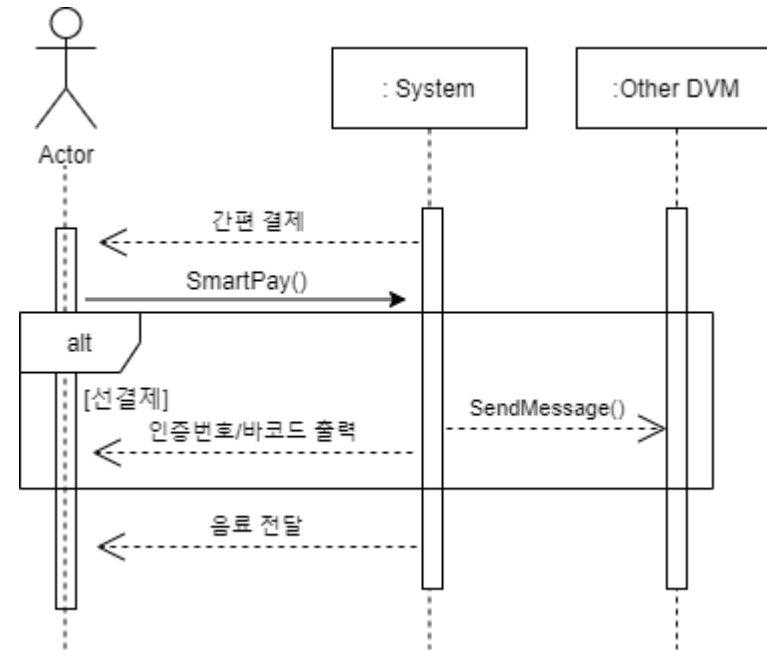 : System
:Other DVM
Actor
간편 결제
SmartPay()
alt
[선결제]
SendMessage()
인증번호/바코드 출력
음료 전달